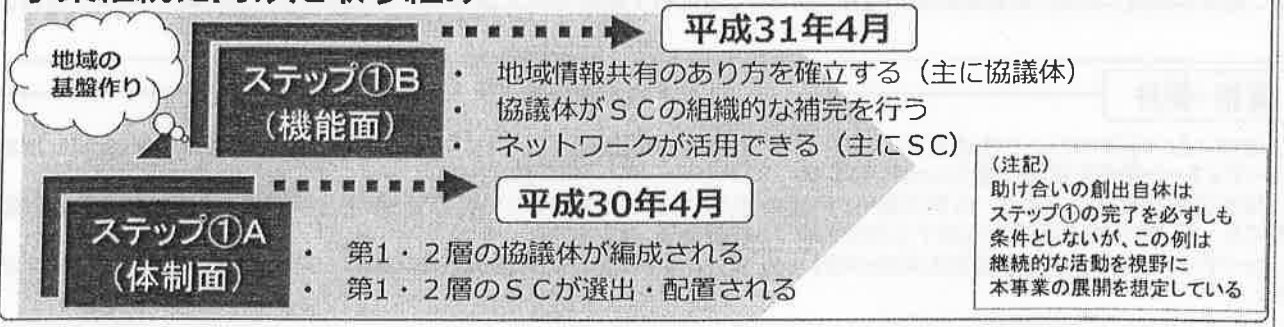 平成31年4月
地域の
基盤作り
ステップ①B
(機能面)
・ 地域情報共有のあり方を確立する（主に協議体）
・ 協議体がＳＣの組織的な補完を行う
・ ネットワークが活用できる（主にＳＣ）
平成30年4月
ステップ①A
(体制面)
・ 第1・2層の協議体が編成される
・ 第1・2層のＳＣが選出・配置される
(注記)
助け合いの創出自体は
ステップ①の完了を必ずしも
条件としないが、この例は
継続的な活動を視野に
本事業の展開を想定している